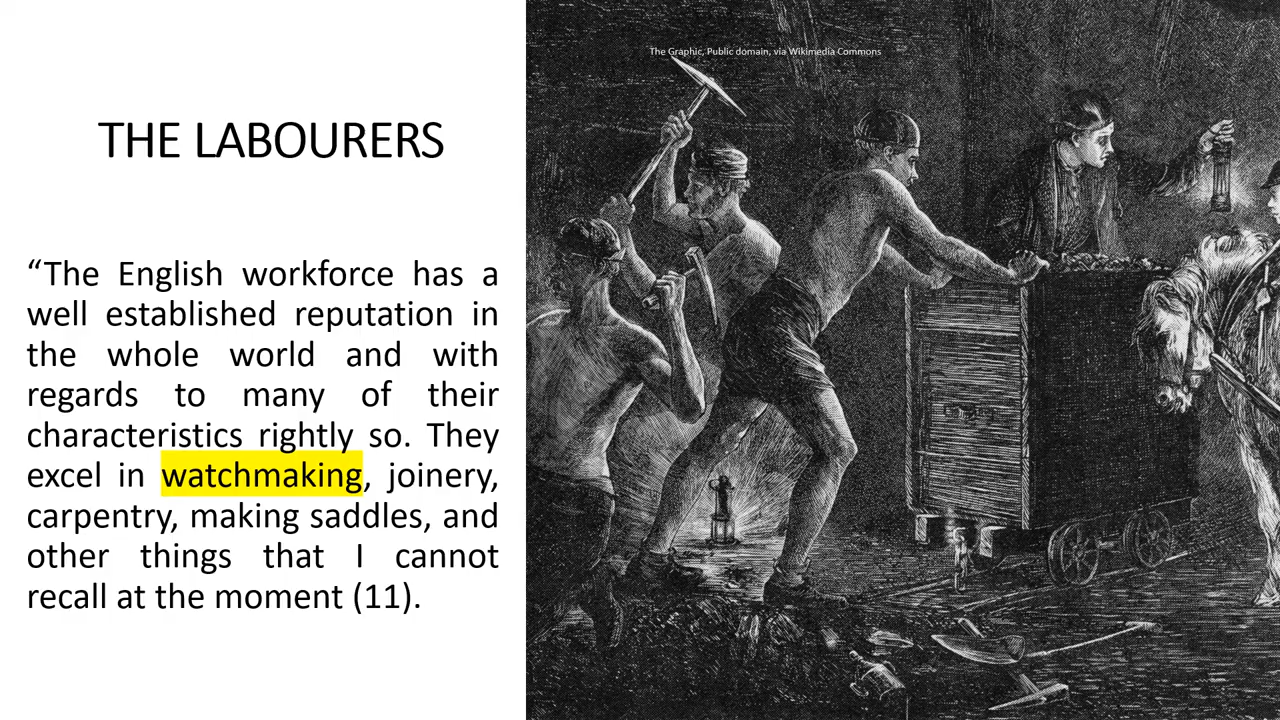 The Graphic, Public domain, via Wikimedia Commons
THE LABOURERS
“The English workforce has a
well established reputation in
the whole world and with
regards to many of their
characteristics rightly so. They
excel in watchmaking, joinery,
carpentry, making saddles, and
other things that I cannot
recall at the moment (11).